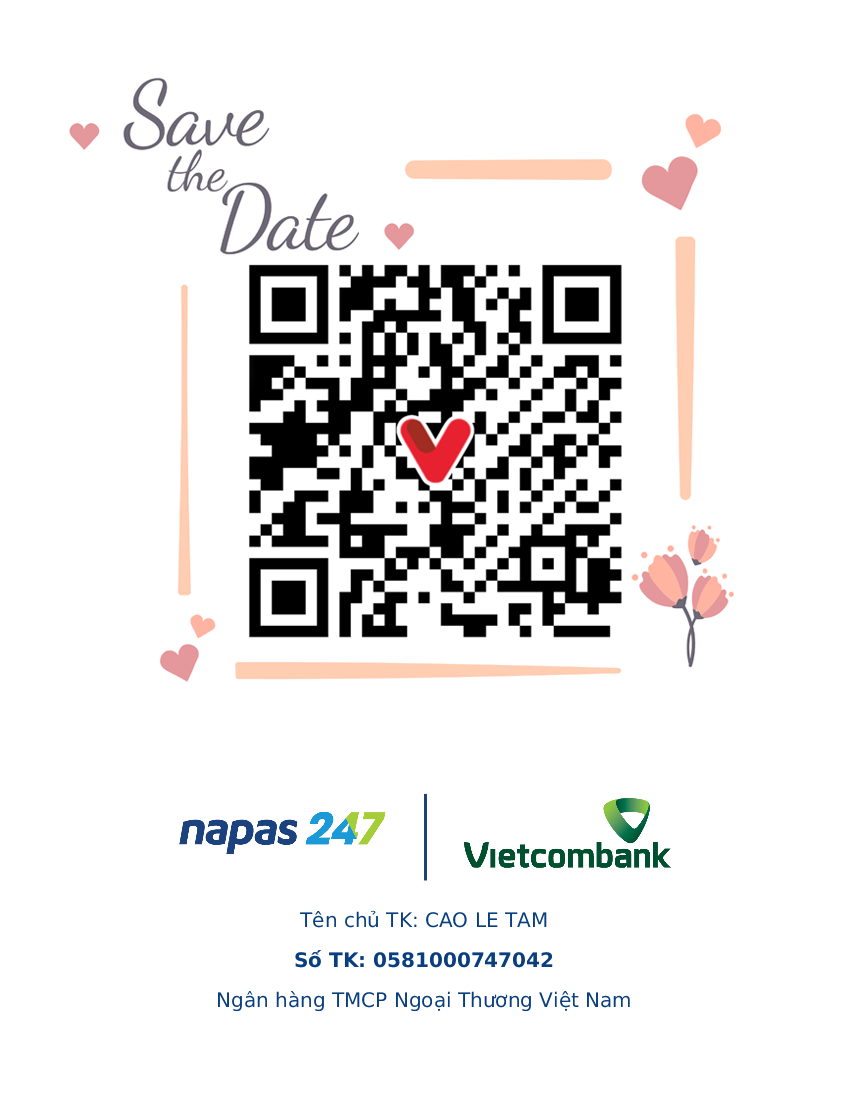 Save
the
Date
napas 247
Vietcombank
Tên chủ TK: CAO LE TAM
Số TK: 0581000747042
Ngân hàng TMCP Ngoại Thương Việt Nam